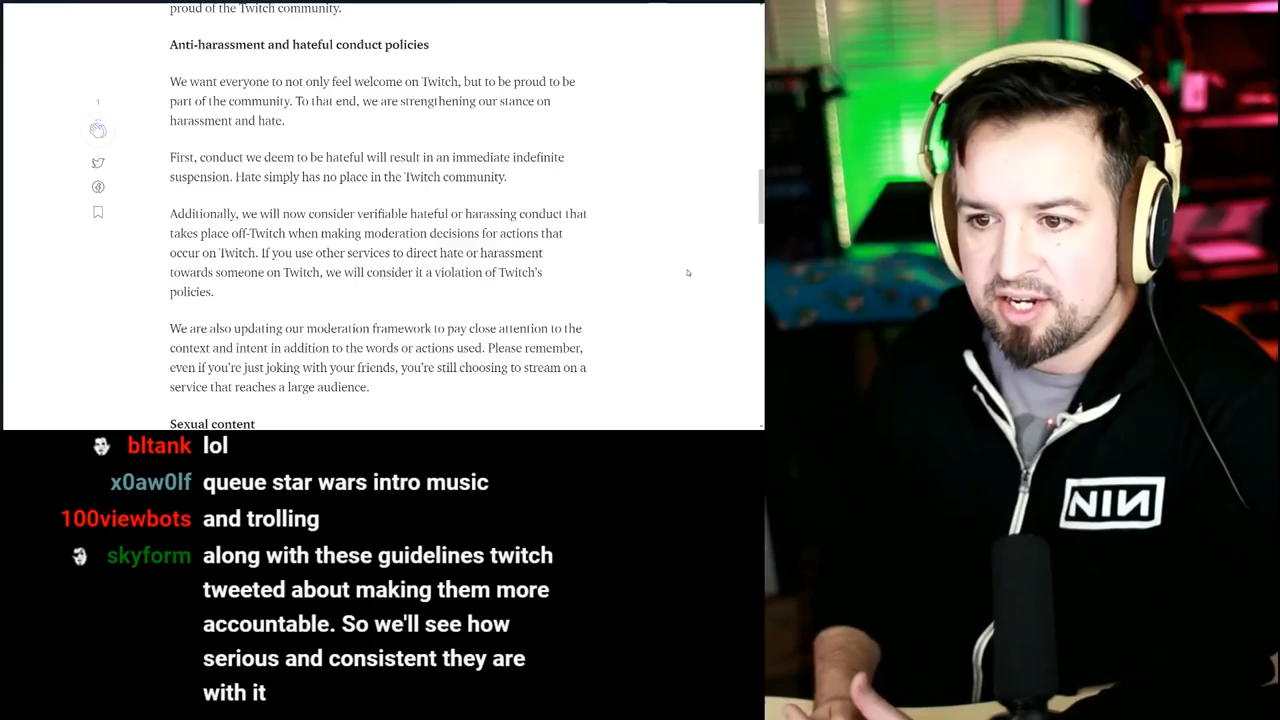 proud of the Twitch community.
Anti-harassment and hateful conduct policies
We want everyone to not only feel welcome on Twitch, but to be proud to be
part of the community. To that end, we are strengthening our stance on
harassment and hate.
1
First, conduct we deem to be hateful will result in an immediate indefinite
suspension. Hate simply has no place in the Twitch community.
Additionally, we will now consider verifiable hateful or harassing conduct that
takes place off-Twitch when making moderation decisions for actions that
occur on Twitch. If you use other services to direct hate or harassment
towards someone on Twitch, we will consider it a violation of Twitch's
policies.
We are also updating our moderation framework to pay close attention to the
context and intent in addition to the words or actions used. Please remember,
even if you're just joking with your friends, you're still choosing to stream on a
service that reaches a large audience.
Sexual content
bltank lol
x0aw0lf queue star wars intro music
100viewbots and trolling
skyform along with these guidelines twitch
tweeted about making them more
accountable. So we'll see how
serious and consistent they are
with it
NIN